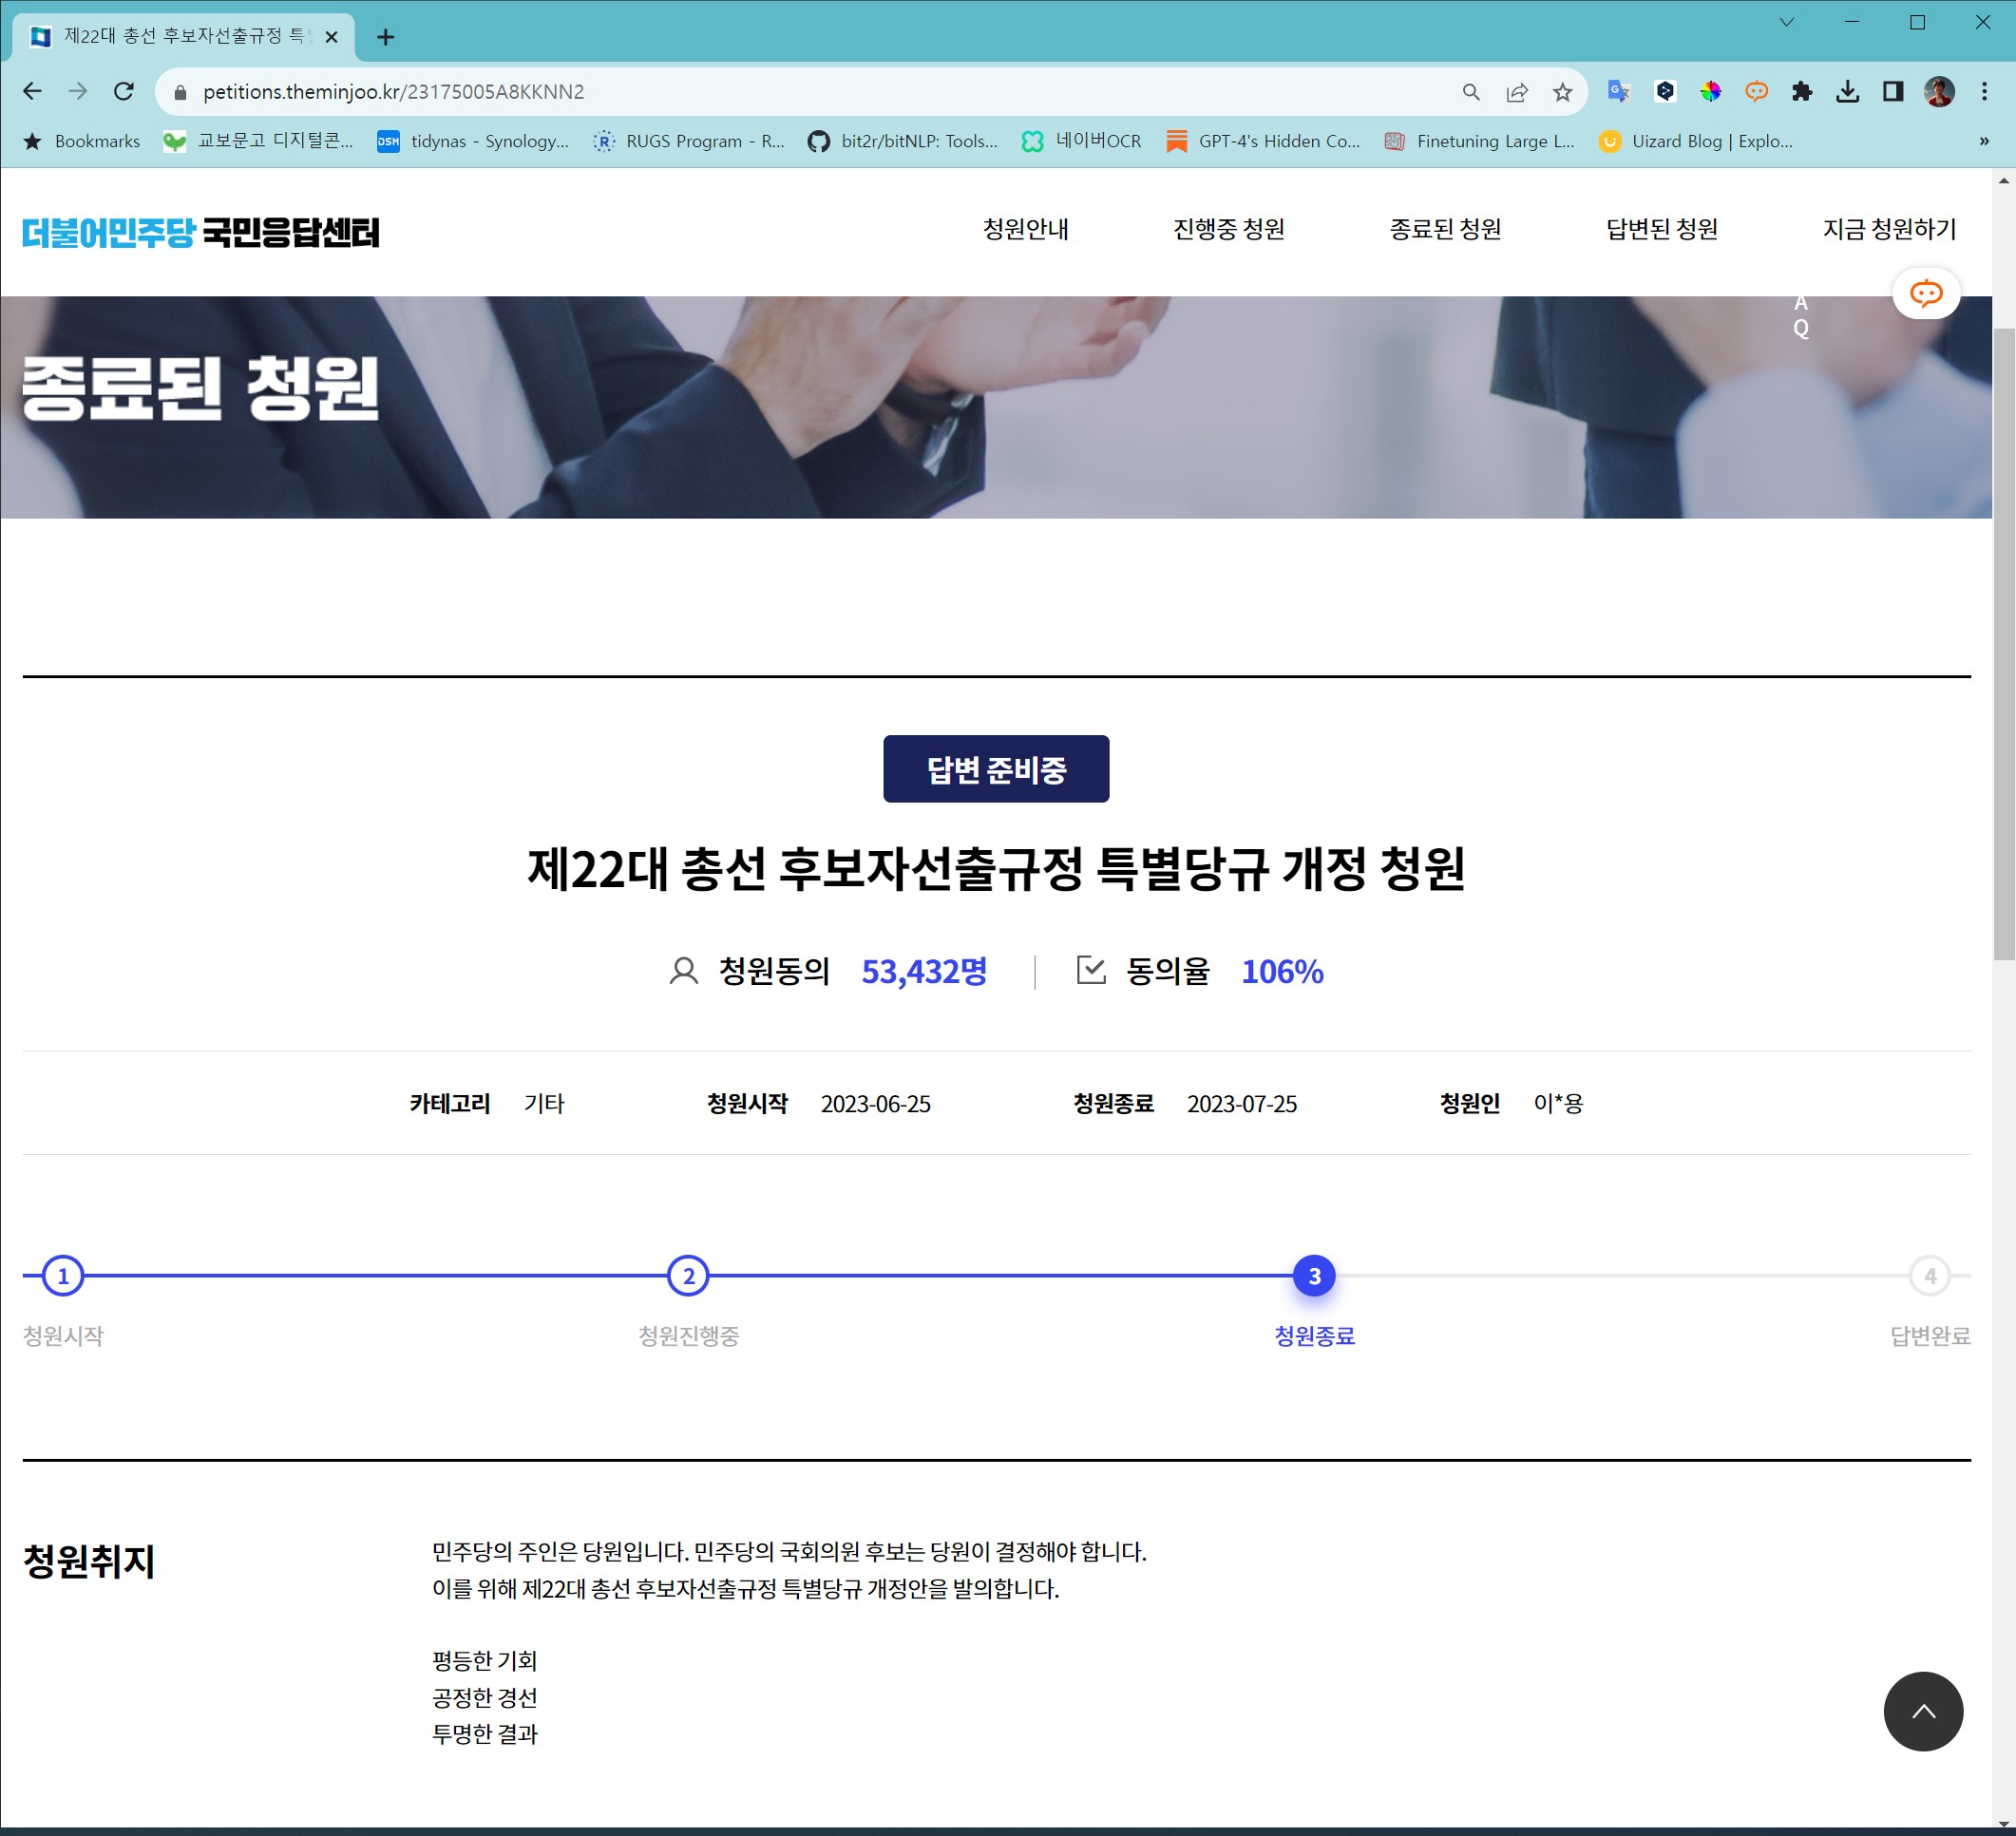 제22대 총선 후보자선출규정 특
petitions.theminjoo.kr/23175005A8KKNN2
Bookmarks 교보문고 디지털콘... DSM tidynas - Synology... RUGS Program - R... bit2r/bitNLP: Tools... 네이버OCR GPT-4's Hidden Co... Finetuning Large L... Uizard Blog | Explo... »
더불어민주당 국민응답센터 청원안내 진행중 청원 종료된 청원 답변된 청원 지금 청원하기
A
Q
종료된 청원
답변 준비중
제22대 총선 후보자선출규정 특별당규 개정 청원
청원동의 53,432명 동의율 106%
카테고리 기타 청원시작 2023-06-25 청원종료 2023-07-25 청원인 이*용
1 2 3 4
청원시작 청원진행중 청원종료 답변완료
청원취지
민주당의 주인은 당원입니다. 민주당의 국회의원 후보는 당원이 결정해야 합니다.
이를 위해 제22대 총선 후보자선출규정 특별당규 개정안을 발의합니다.
평등한 기회
공정한 경선
투명한 결과